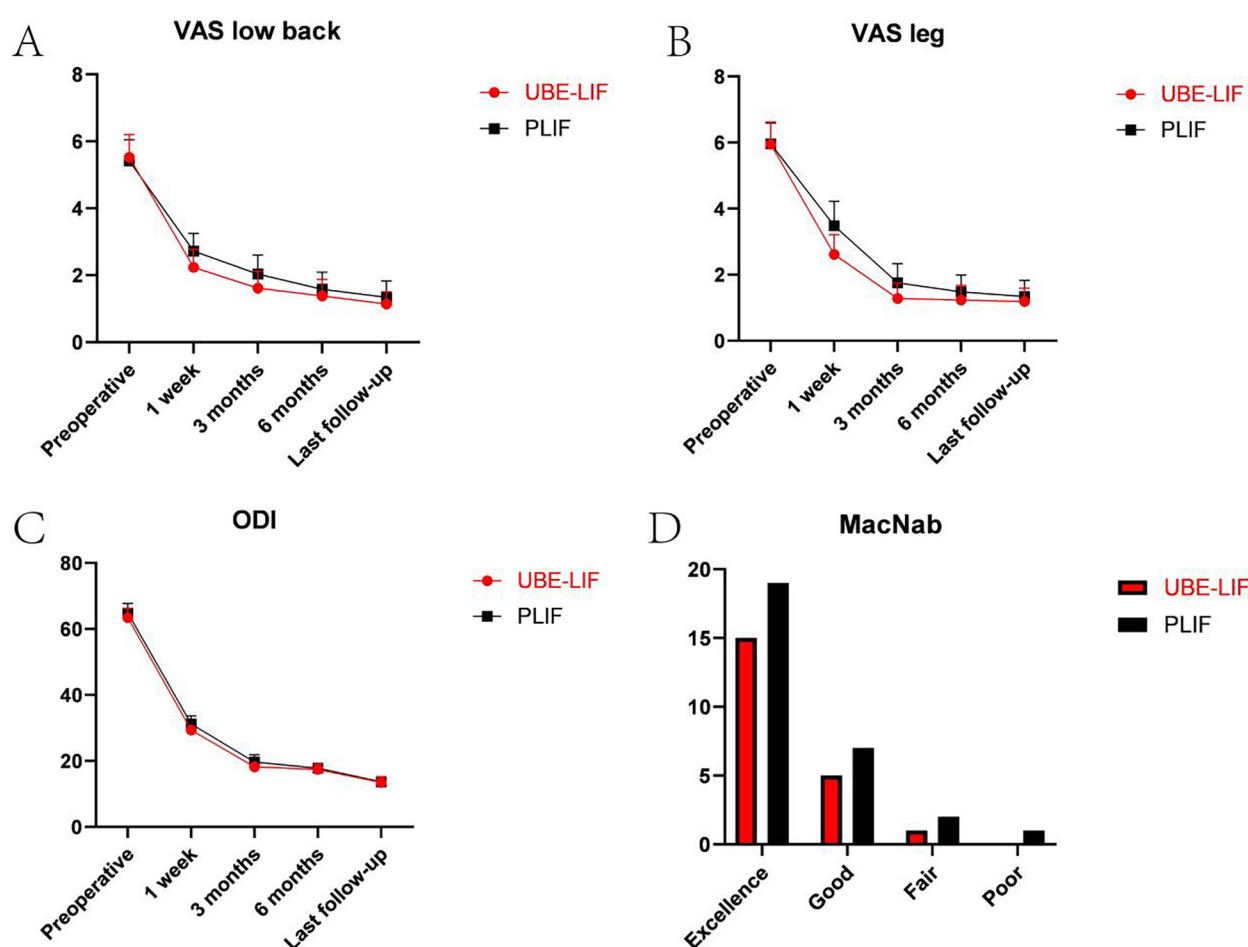 A
VAS low back
8
6
4
2
0
Preoperative
1 week
3 months
6 months
Last follow-up
UBE-LIF
PLIF
B
VAS leg
8
6
4
2
0
Preoperative
1 week
3 months
6 months
Last follow-up
UBE-LIF
PLIF
C
ODI
80
60
40
20
0
Preoperative
1 week
3 months
6 months
Last follow-up
UBE-LIF
PLIF
D
MacNab
20
15
10
5
0
Excellence
Good
Fair
Poor
UBE-LIF
PLIF